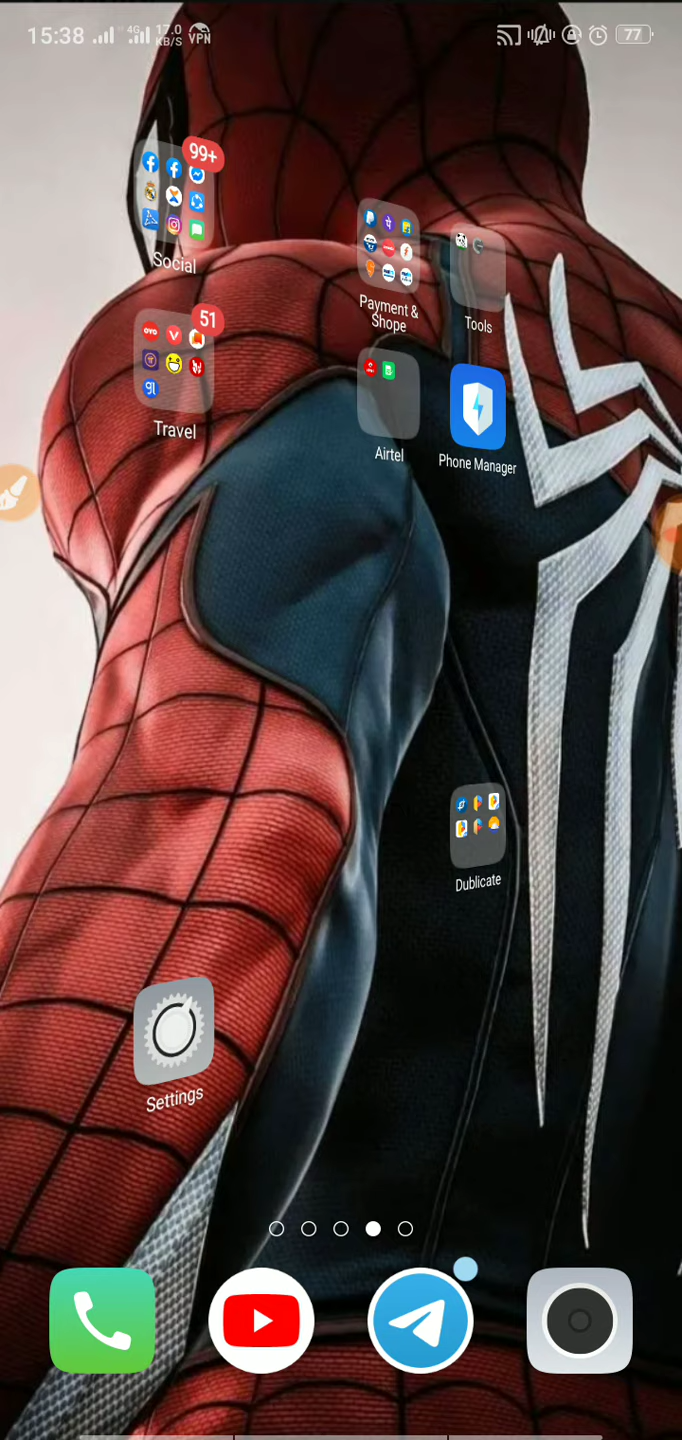 15:38 4G 17.0 KB/S VPN 77
99+
Social
Payment &
Shope
Tools
51
Travel
Airtel
Phone Manager
Dublicate
Settings